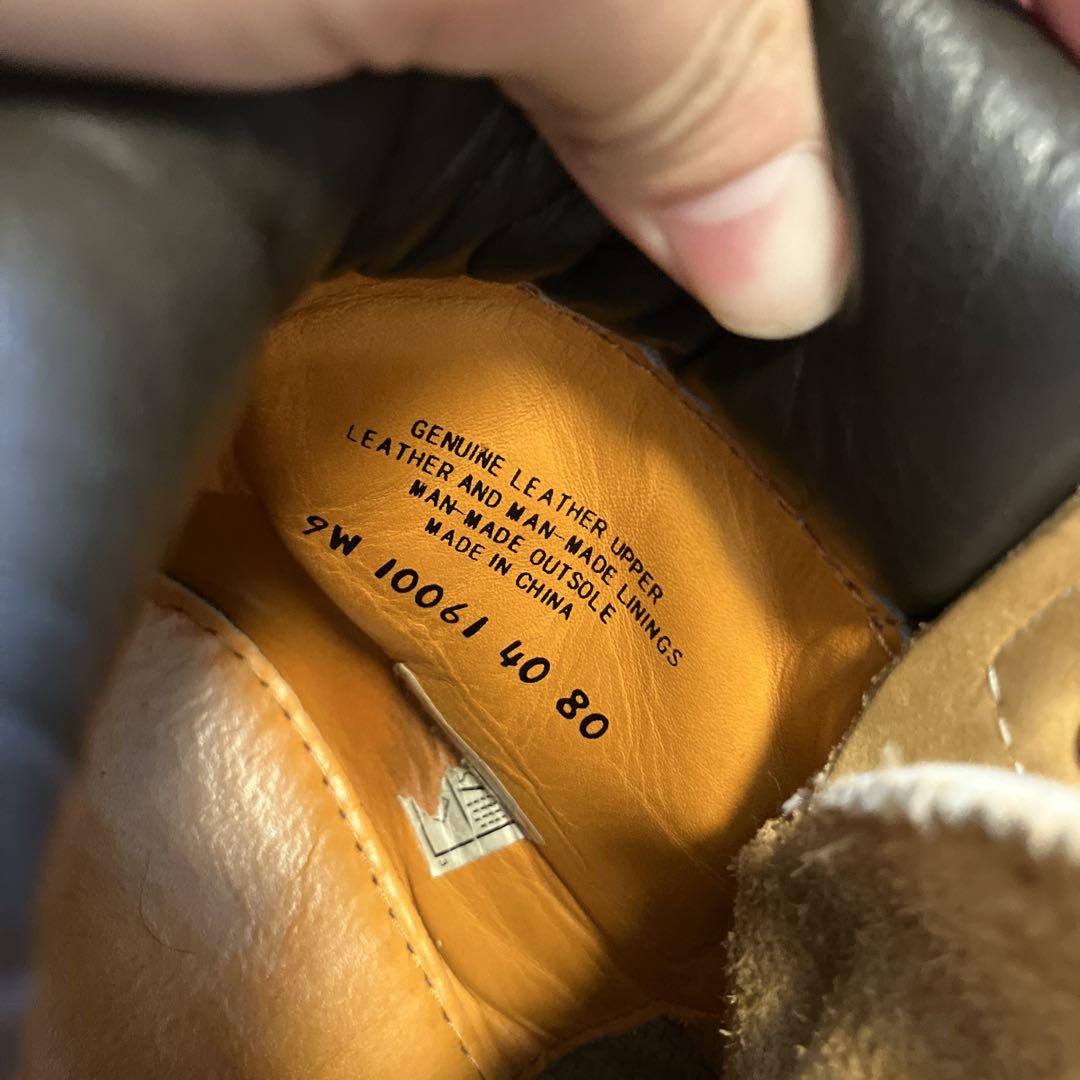 GENUINE LEATHER UPPER
LEATHER AND MAN-MADE LININGS
MAN-MADE OUTSOLE
MADE IN CHINA
9W 10061 40 80